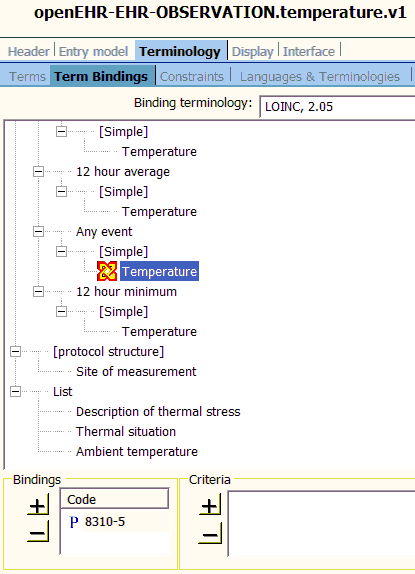 openEHR-EHR-OBSERVATION.temperature.v1
Header Entry model Terminology Display Interface
Terms Term Bindings Constraints Languages & Terminologies
Binding terminology: LOINC, 2.05
[Simple]
Temperature
12 hour average
[Simple]
Temperature
Any event
[Simple]
Temperature
12 hour minimum
[Simple]
Temperature
[protocol structure]
Site of measurement
List
Description of thermal stress
Thermal situation
Ambient temperature
Bindings Criteria
Code
P 8310-5